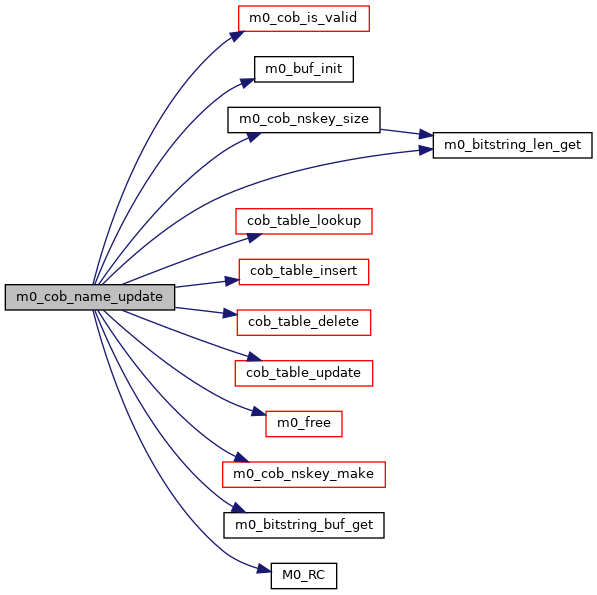 m0_cob_is_valid
m0_buf_init
m0_cob_nskey_size
m0_bitstring_len_get
cob_table_lookup
cob_table_insert
m0_cob_name_update
cob_table_delete
cob_table_update
m0_free
m0_cob_nskey_make
m0_bitstring_buf_get
M0_RC